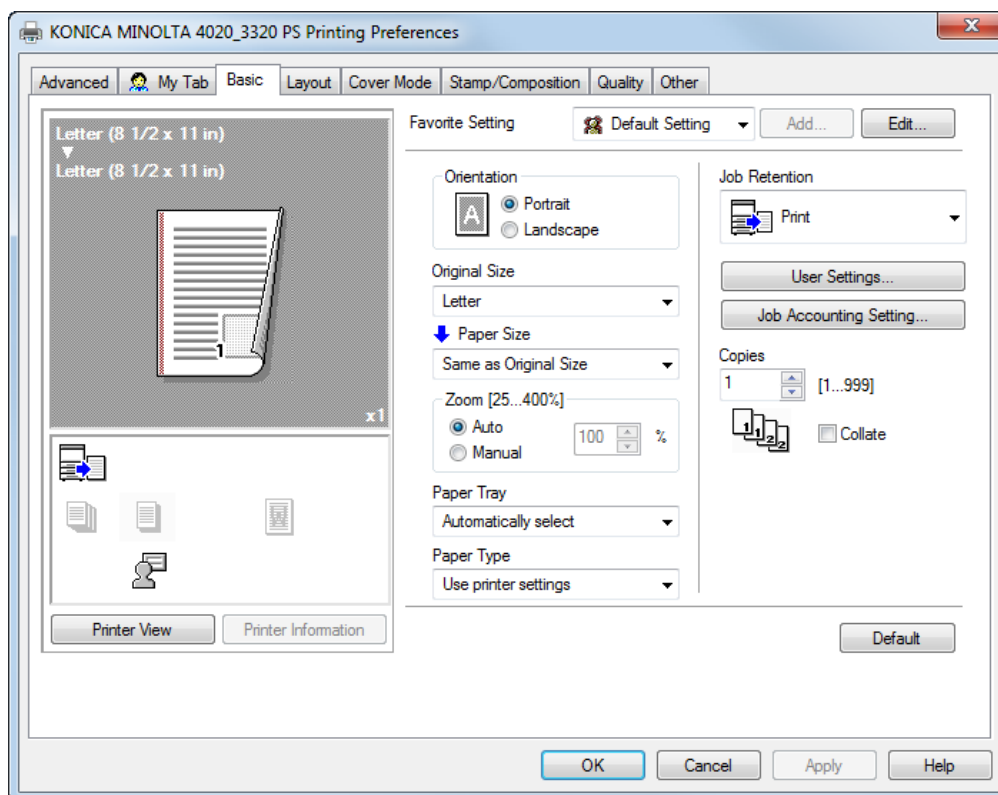 KONICA MINOLTA 4020_3320 PS Printing Preferences
Advanced My Tab Basic Layout Cover Mode Stamp/Composition Quality Other
Letter (8 1/2 x 11 in)
Letter (8 1/2 x 11 in)
1
x1
Printer View Printer Information
Favorite Setting Default Setting Add... Edit...
Orientation
A
Portrait
Landscape
Original Size
Letter
Paper Size
Same as Original Size
Zoom [25...400%]
Auto
Manual
100 %
Paper Tray
Automatically select
Paper Type
Use printer settings
Job Retention
Print
User Settings...
Job Accounting Setting...
Copies
1 [1...999]
1 1 2 2 Collate
Default
OK Cancel Apply Help